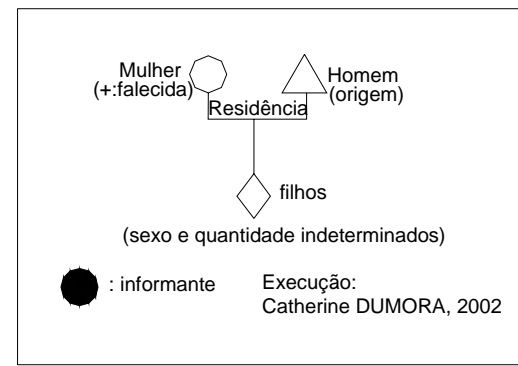 Mulher
(+:falecida)
Homem
(origem)
Residência
filhos
(sexo e quantidade indeterminados)
: informante
Execução:
Catherine DUMORA, 2002